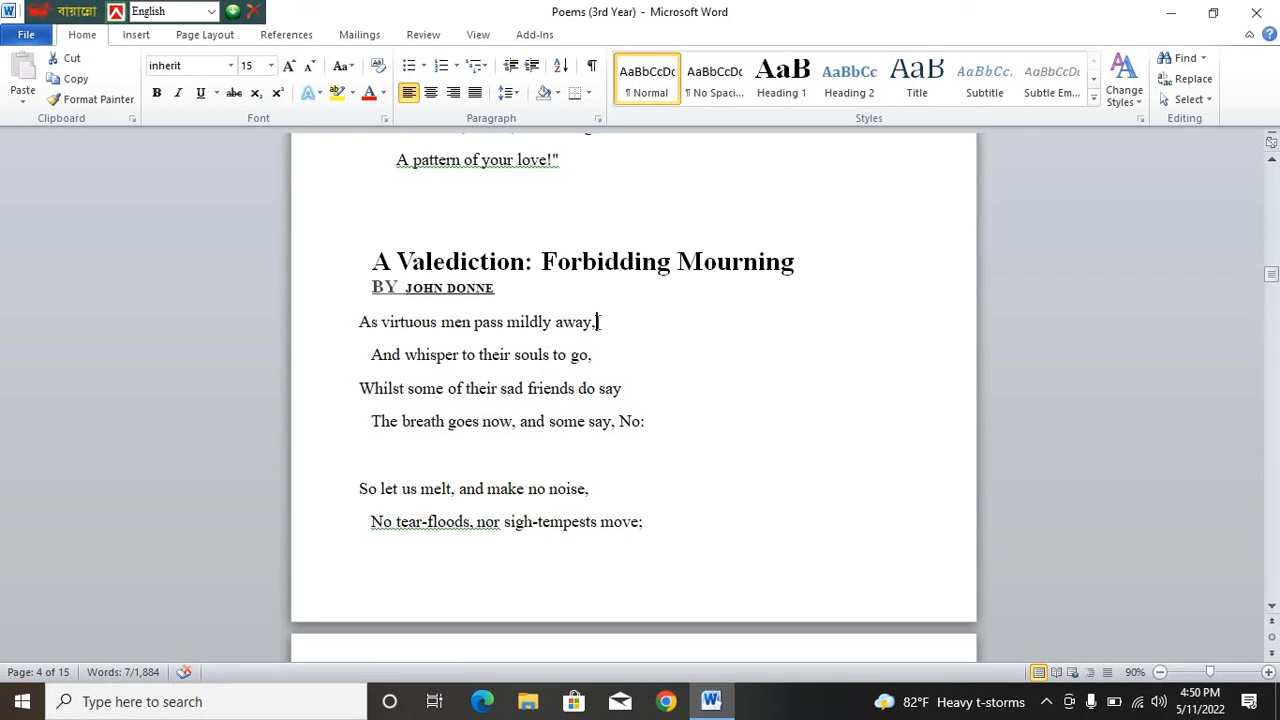 বায়ান্নো English Poems (3rd Year) - Microsoft Word
File Home Insert Page Layout References Mailings Review View Add-Ins
Paste Cut Copy Format Painter Clipboard
inherit 15 Aa B I U abc X₂ X² A A Font
Paragraph
AaBbCcDc ¶ Normal AaBbCcDc ¶ No Spaci... AaB Heading 1 AaBbCc Heading 2 AaB Title AaBbCcD Subtitle AaBbCcDc Subtle Em... Styles
Change Styles
Find Replace Select Editing
A pattern of your love!"
A Valediction: Forbidding Mourning
BY JOHN DONNE
As virtuous men pass mildly away,
And whisper to their souls to go,
Whilst some of their sad friends do say
The breath goes now, and some say, No:
So let us melt, and make no noise,
No tear-floods, nor sigh-tempests move;
Page: 4 of 15 Words: 7/1,884 90%
Type here to search 82°F Heavy t-storms 4:50 PM
5/11/2022